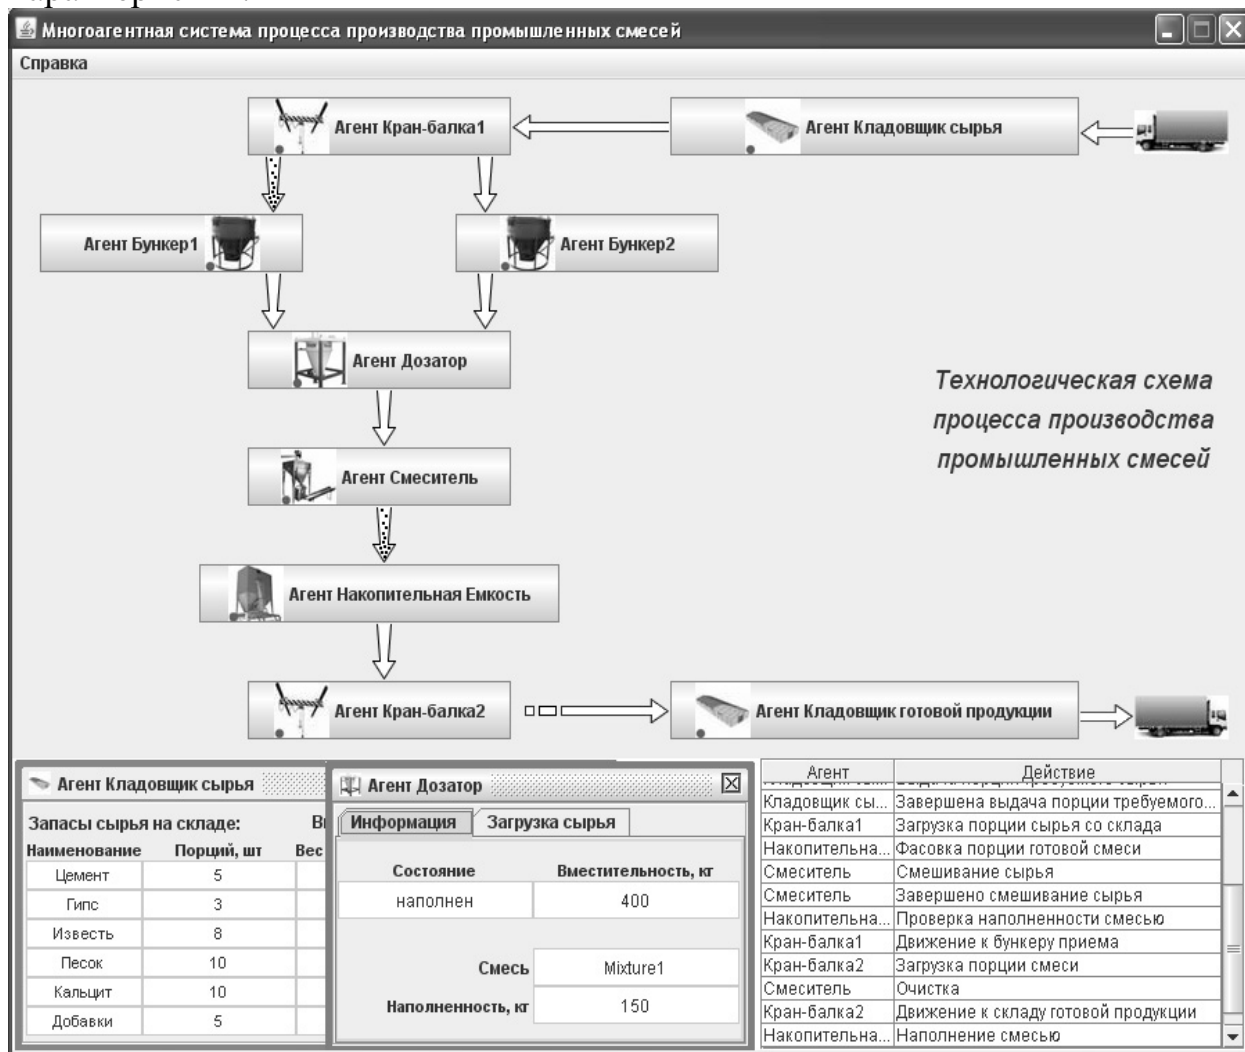 Многоагентная система процесса производства промышленных смесей
Справка
Агент Кран-балка1
Агент Кладовщик сырья
Агент Бункер1
Агент Бункер2
Агент Дозатор
Технологическая схема
процесса производства
промышленных смесей
Агент Смеситель
Агент Накопительная Емкость
Агент Кран-балка2
Агент Кладовщик готовой продукции
Агент Кладовщик сырья
Запасы сырья на складе:
Наименование Порций, шт Вес
Цемент 5
Гипс 3
Известь 8
Песок 10
Кальцит 10
Добавки 5
Агент Дозатор
Информация Загрузка сырья
Состояние Вместительность, кг
наполнен 400
Смесь Mixture1
Наполненность, кг 150
Агент Действие
Кладовщик сы... Завершена выдача порции требуемого...
Кран-балка1 Загрузка порции сырья со склада
Накопительна... Фасовка порции готовой смеси
Смеситель Смешивание сырья
Смеситель Завершено смешивание сырья
Накопительна... Проверка наполненности смесью
Кран-балка1 Движение к бункеру приема
Кран-балка2 Загрузка порции смеси
Смеситель Очистка
Кран-балка2 Движение к складу готовой продукции
Накопительна... Наполнение смесью